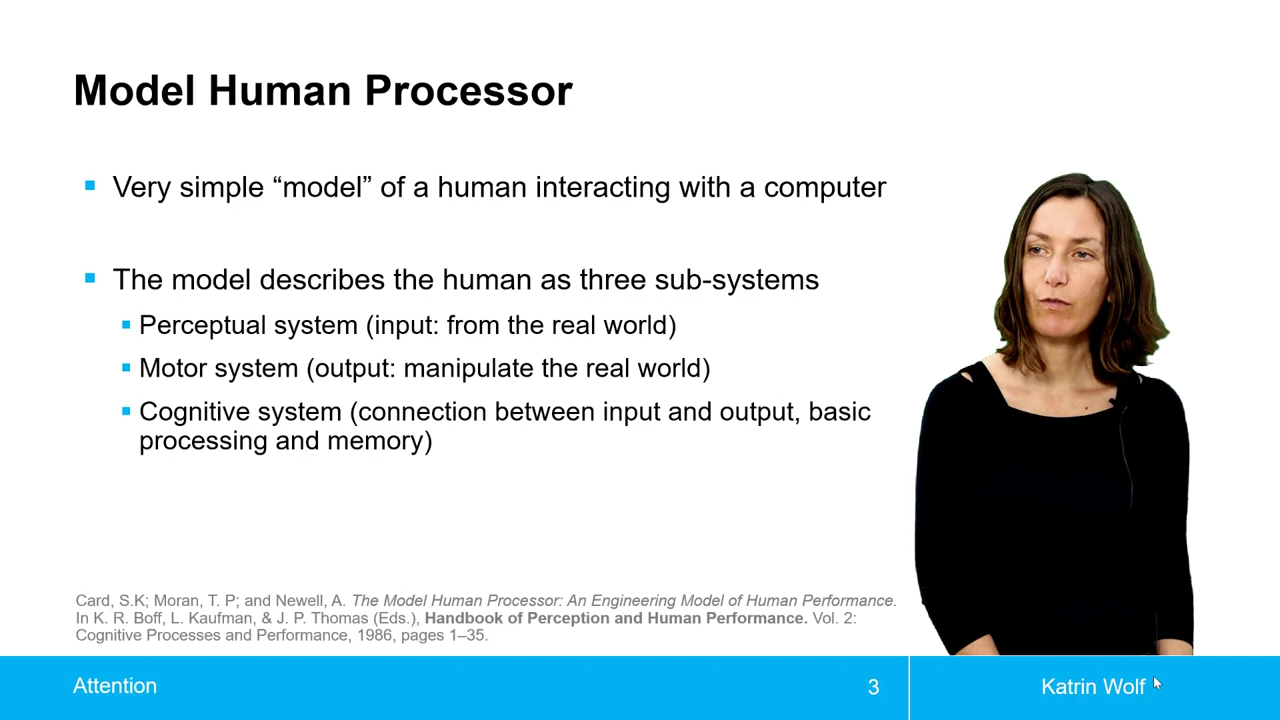 Model Human Processor
Very simple “model” of a human interacting with a computer
The model describes the human as three sub-systems
Perceptual system (input: from the real world)
Motor system (output: manipulate the real world)
Cognitive system (connection between input and output, basic
processing and memory)
Card, S.K; Moran, T. P; and Newell, A. The Model Human Processor: An Engineering Model of Human Performance.
In K. R. Boff, L. Kaufman, & J. P. Thomas (Eds.), Handbook of Perception and Human Performance. Vol. 2:
Cognitive Processes and Performance, 1986, pages 1–35.
Attention
3
Katrin Wolf